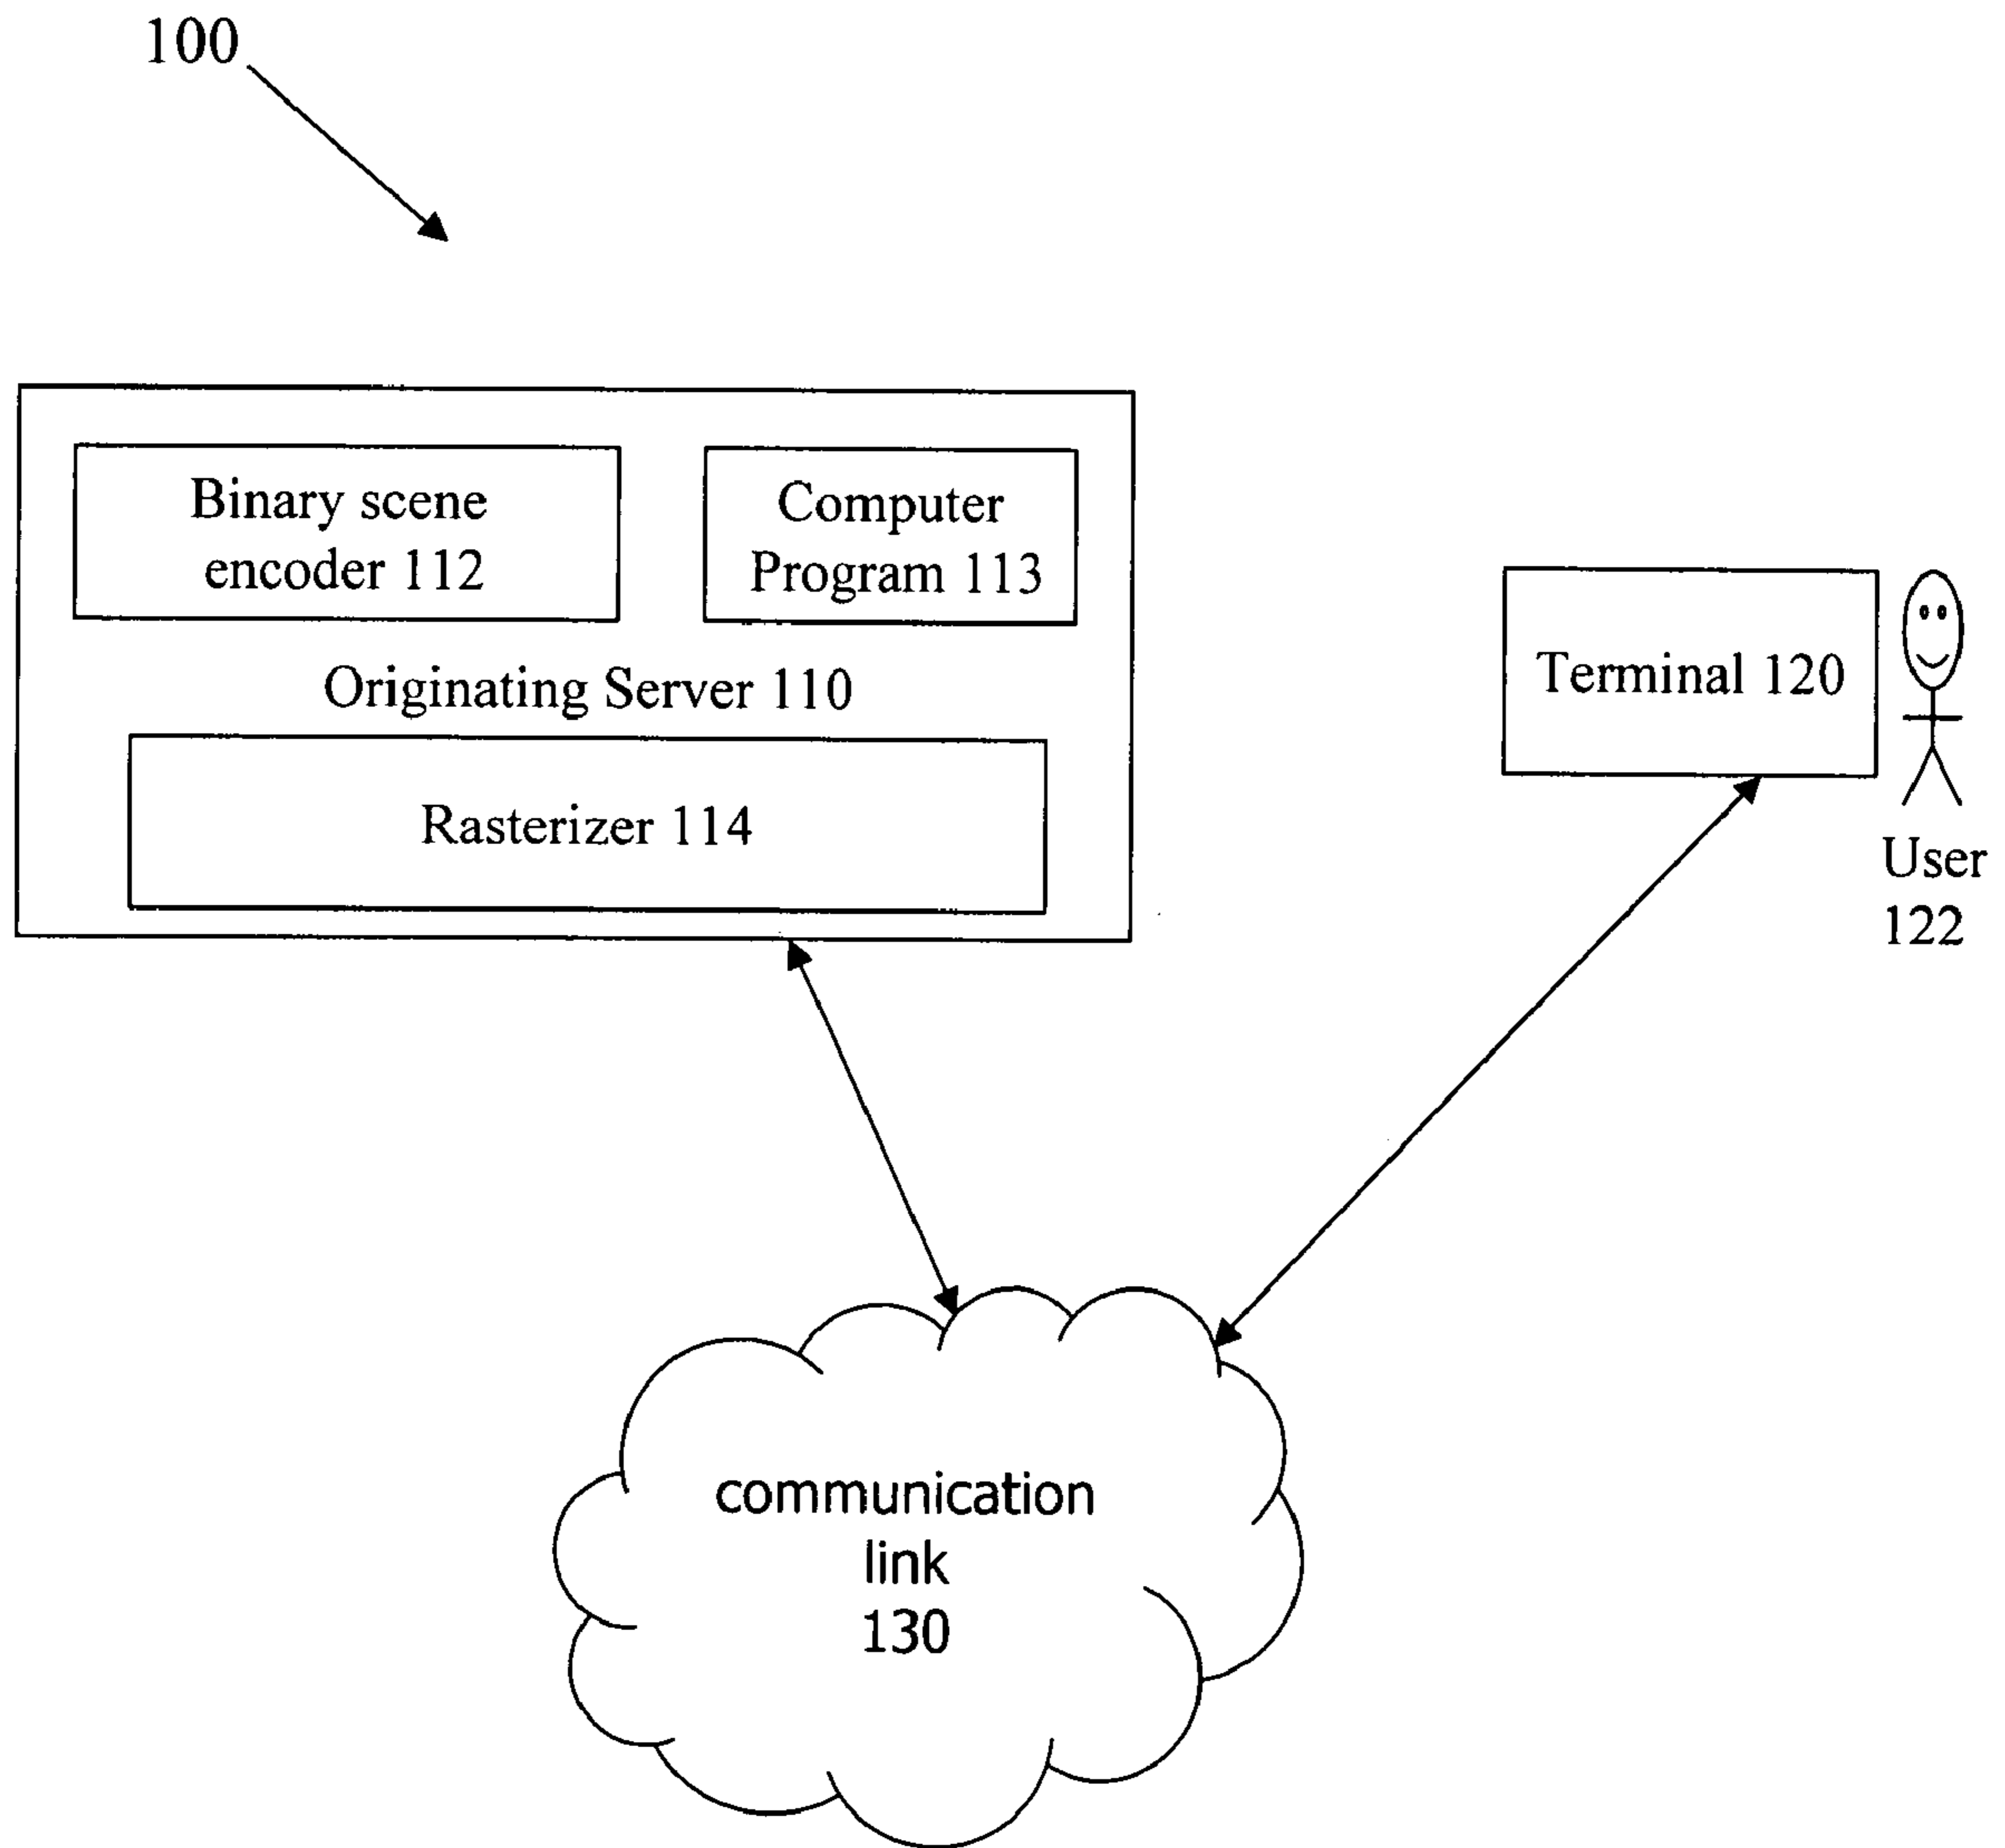 100
Binary scene
encoder 112
Computer
Program 113
Originating Server 110
Rasterizer 114
Terminal 120
User
122
communication
link
130